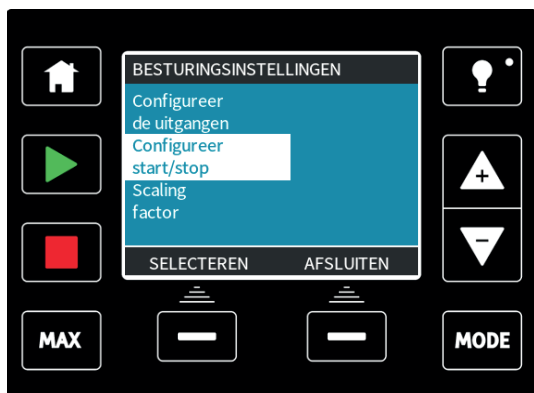 BESTURINGSINSTELLINGEN
Configureer
de uitgangen
Configureer
start/stop
Scaling
factor
SELECTEREN AFSLUITEN
+
-
MAX
MODE